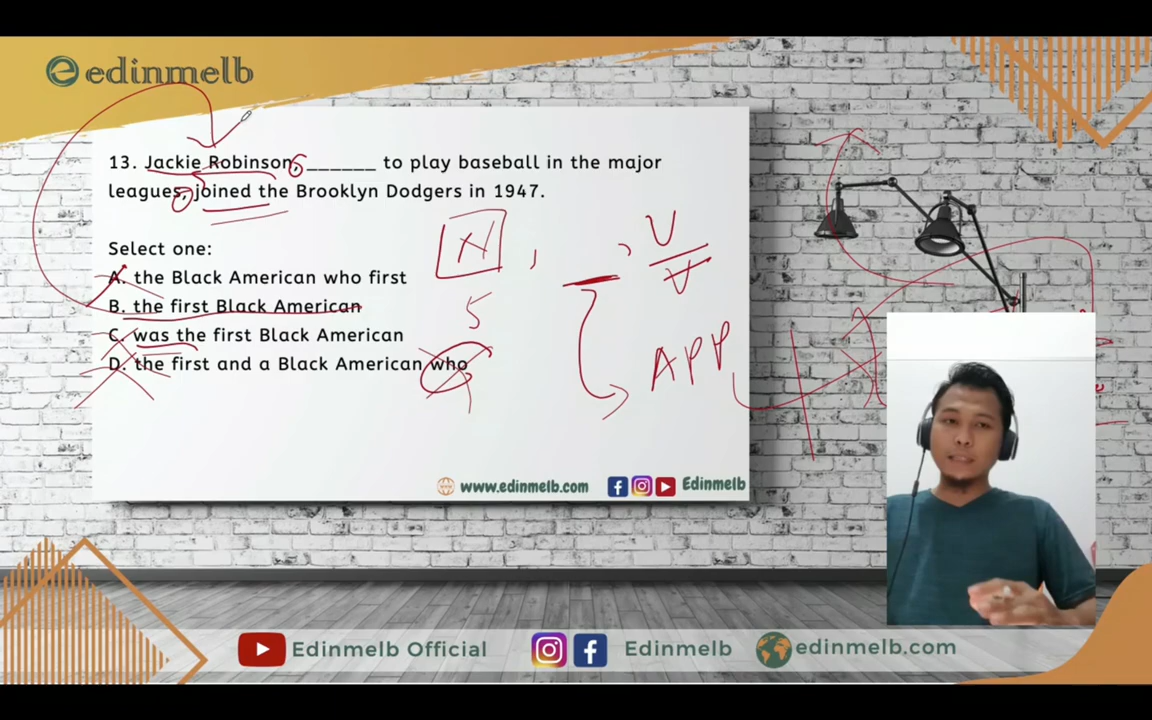 edinmelb
13. Jackie Robinson, ______ to play baseball in the major
leagues, joined the Brooklyn Dodgers in 1947.
Select one:
A. the Black American who first
B. the first Black American
C. was the first Black American
D. the first and a Black American who
N , __ , V
V
S
APP
www.edinmelb.com
Edinmelb
Edinmelb Official
Edinmelb
edinmelb.com